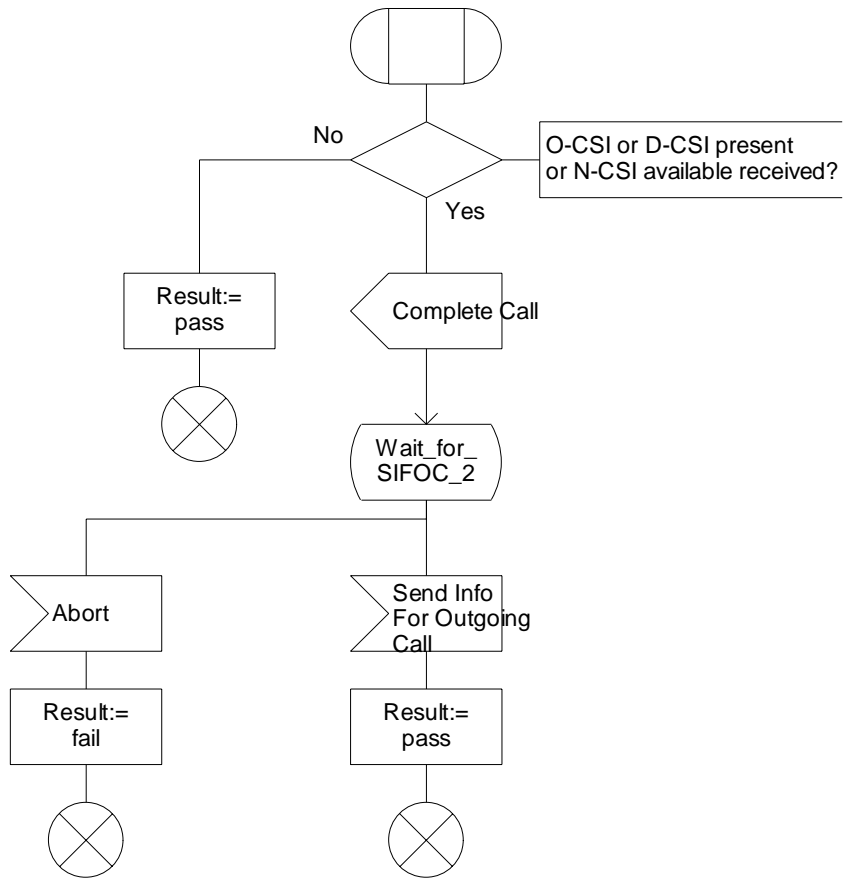 No
O-CSI or D-CSI present
or N-CSI available received?
Yes
Result:=
pass
Complete Call
Wait_for_
SIFOC_2
Abort
Send Info
For Outgoing
Call
Result:=
fail
Result:=
pass